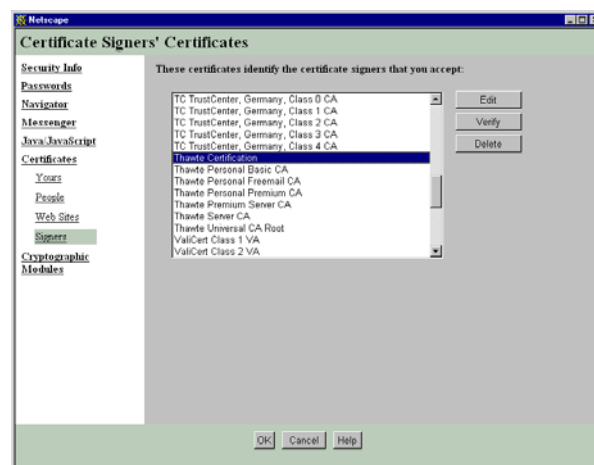 Netscape
Certificate Signers' Certificates
Security Info
Passwords
Navigator
Messenger
Java/JavaScript
Certificates
Yours
People
Web Sites
Signers
Cryptographic
Modules
These certificates identify the certificate signers that you accept:
TC TrustCenter, Germany, Class 0 CA
TC TrustCenter, Germany, Class 1 CA
TC TrustCenter, Germany, Class 2 CA
TC TrustCenter, Germany, Class 3 CA
TC TrustCenter, Germany, Class 4 CA
Thawte Certification
Thawte Personal Basic CA
Thawte Personal Freemail CA
Thawte Personal Premium CA
Thawte Premium Server CA
Thawte Server CA
Thawte Universal CA Root
ValiCert Class 1 VA
ValiCert Class 2 VA
Edit
Verify
Delete
OK Cancel Help